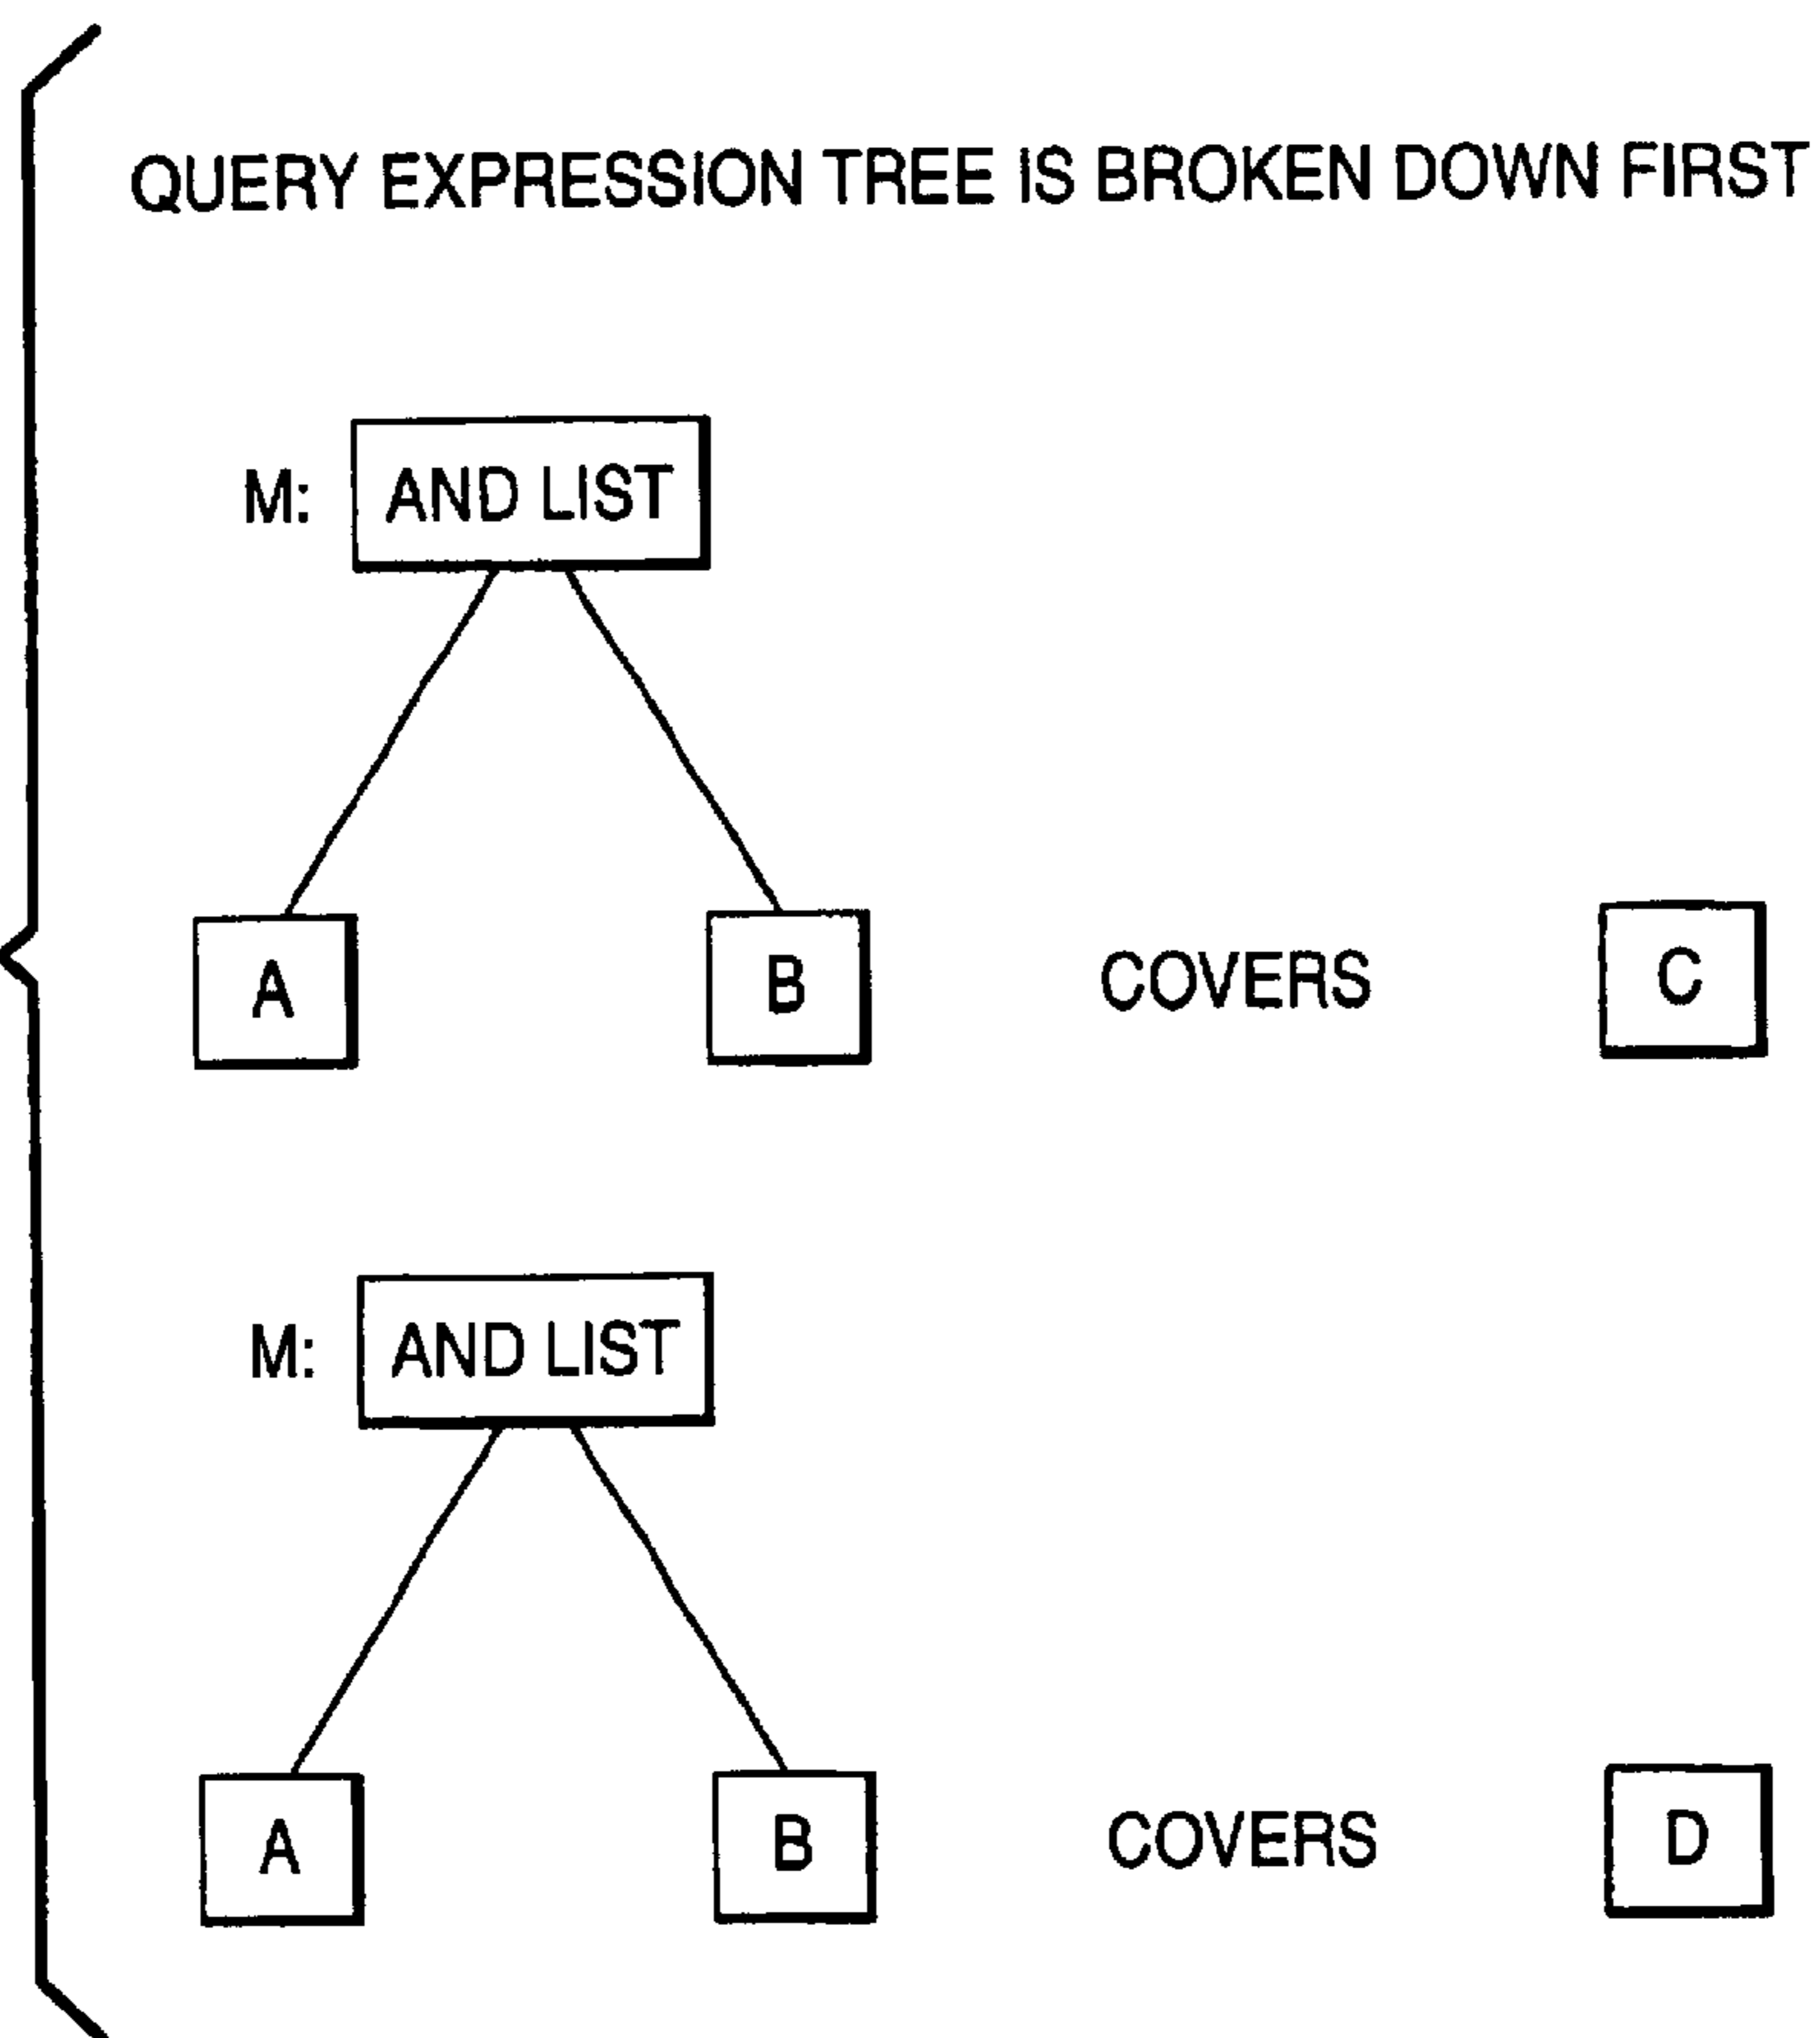 QUERY EXPRESSION TREE IS BROKEN DOWN FIRST
M: AND LIST
A B COVERS C
M: AND LIST
A B COVERS D